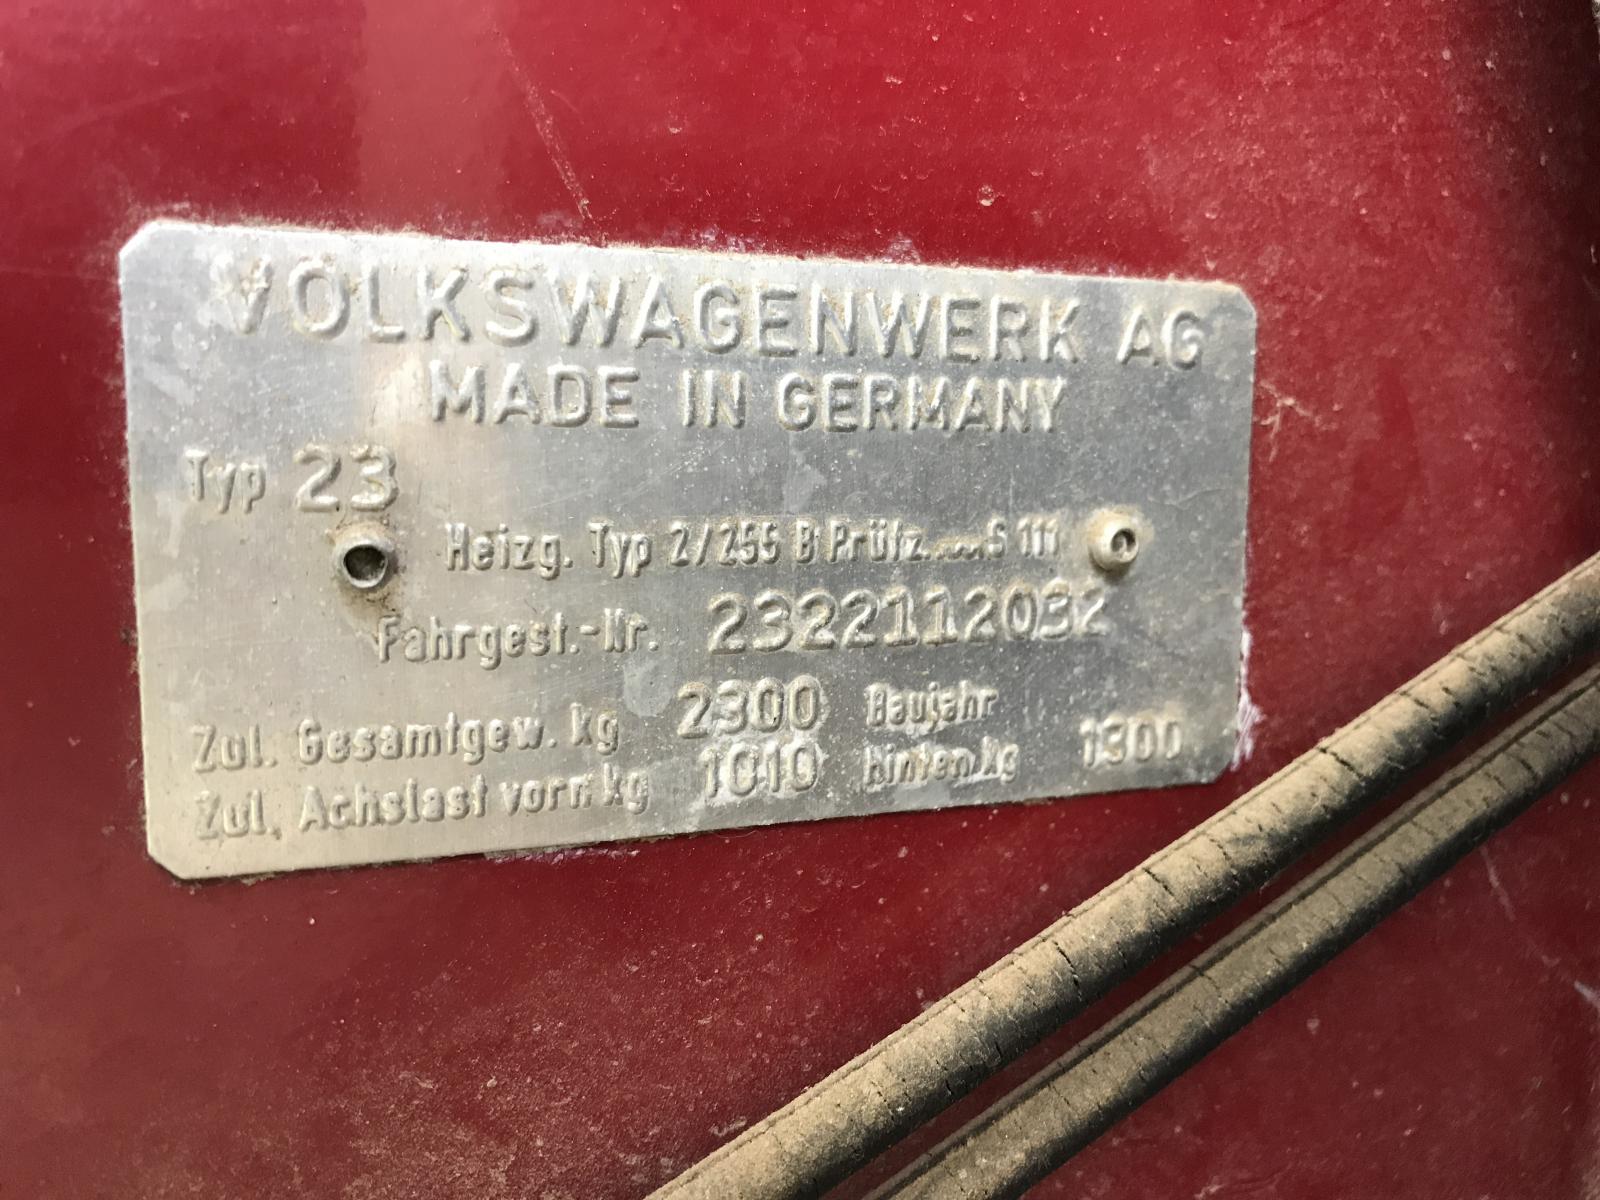 VOLKSWAGENWERK AG
MADE IN GERMANY
Typ 23
Heizg. Typ 2/255 B Prüfz.....S 111
Fahrgest.-Nr. 2322112032
Zul. Gesamtgew. kg 2300 Baujahr
Zul. Achslast vorn kg 1010 hinten kg 1300